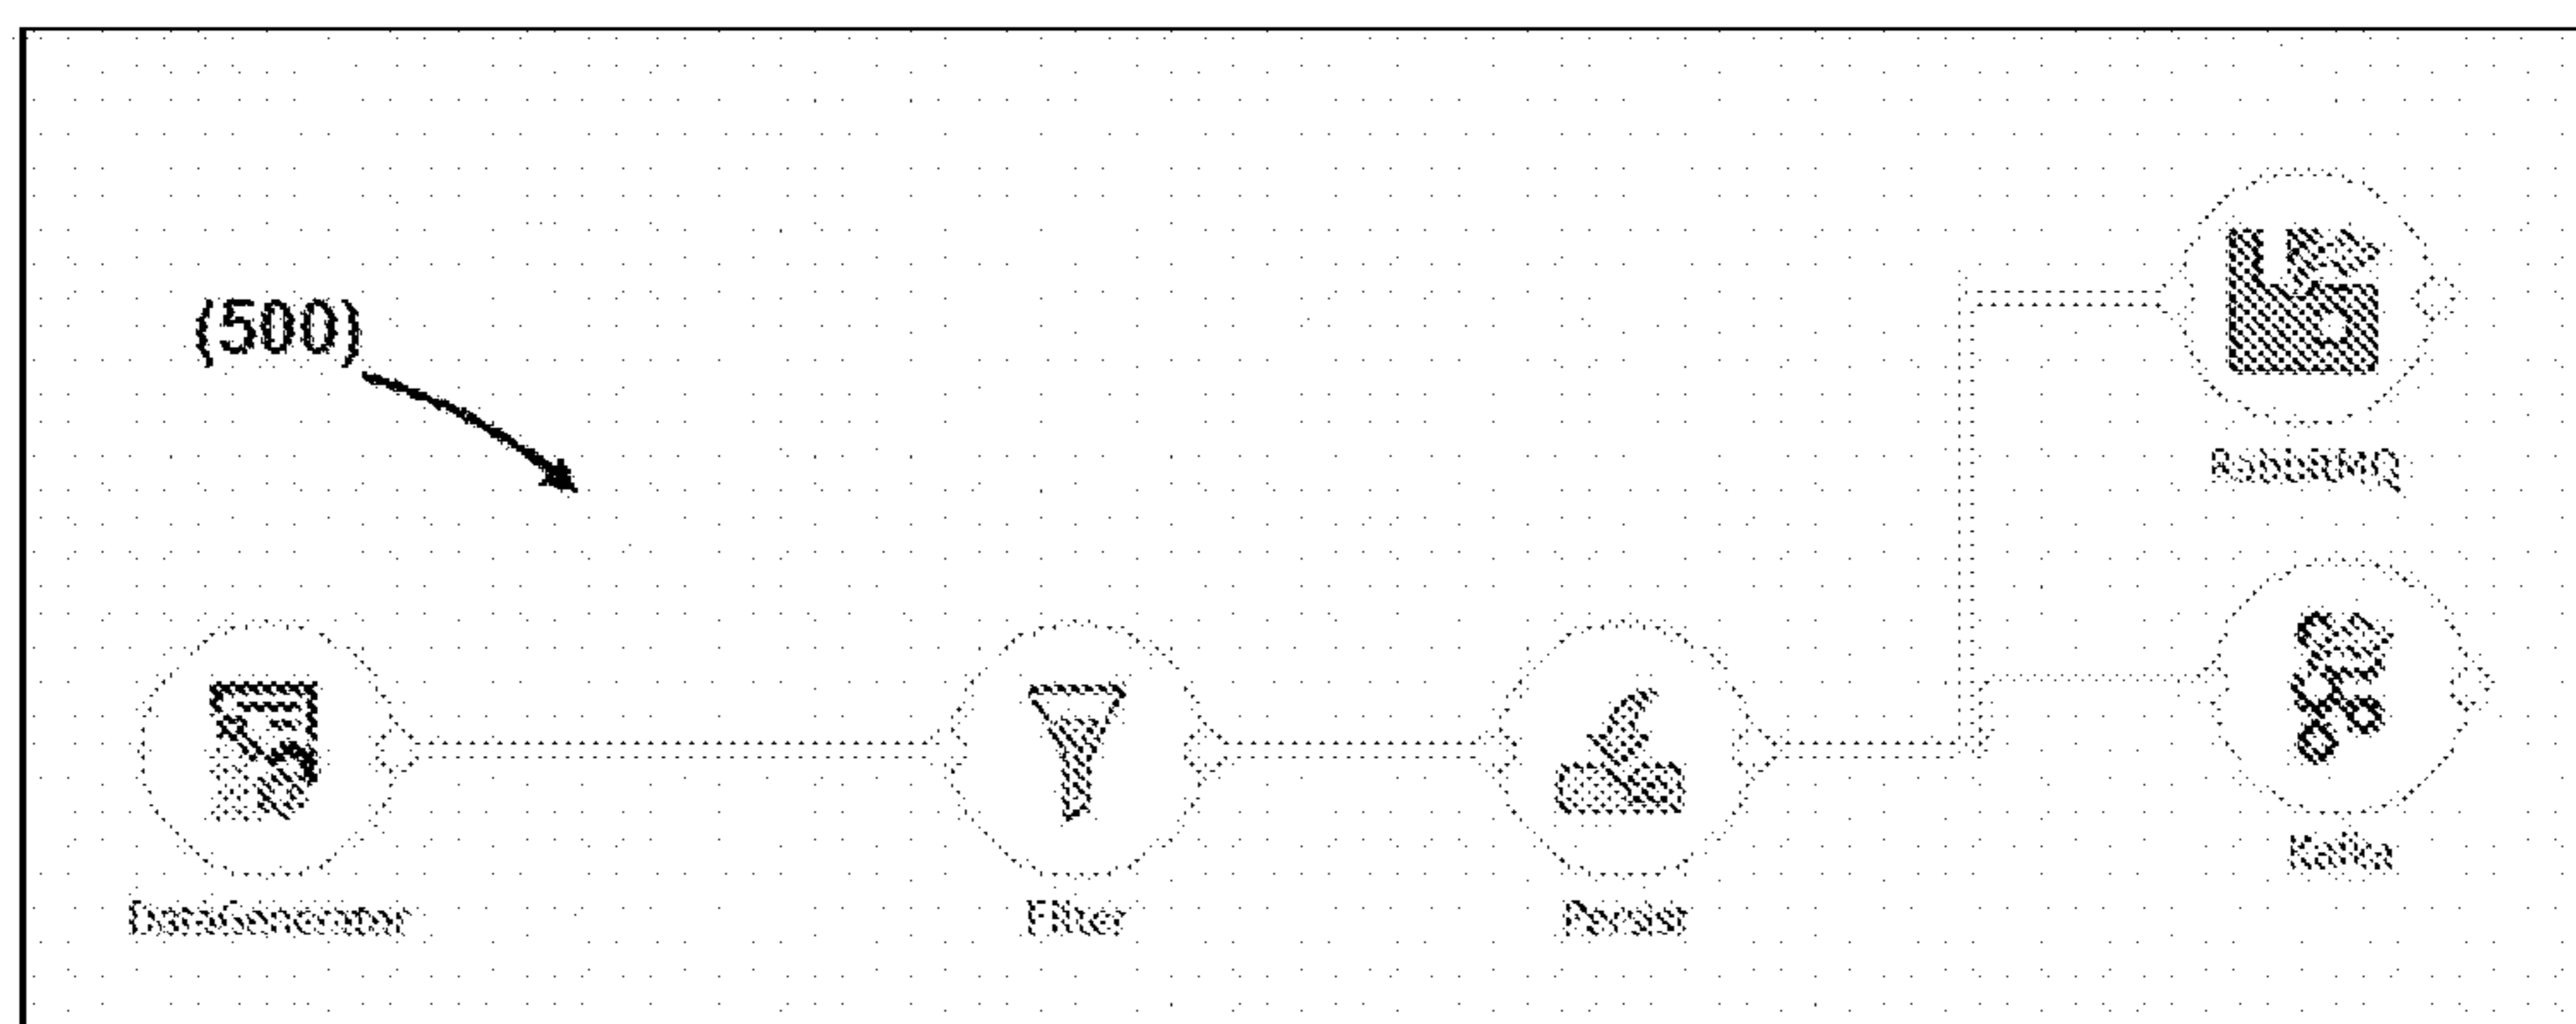 (500)
RabbitMQ
Kafka
DataGenerator
Filter
Persist